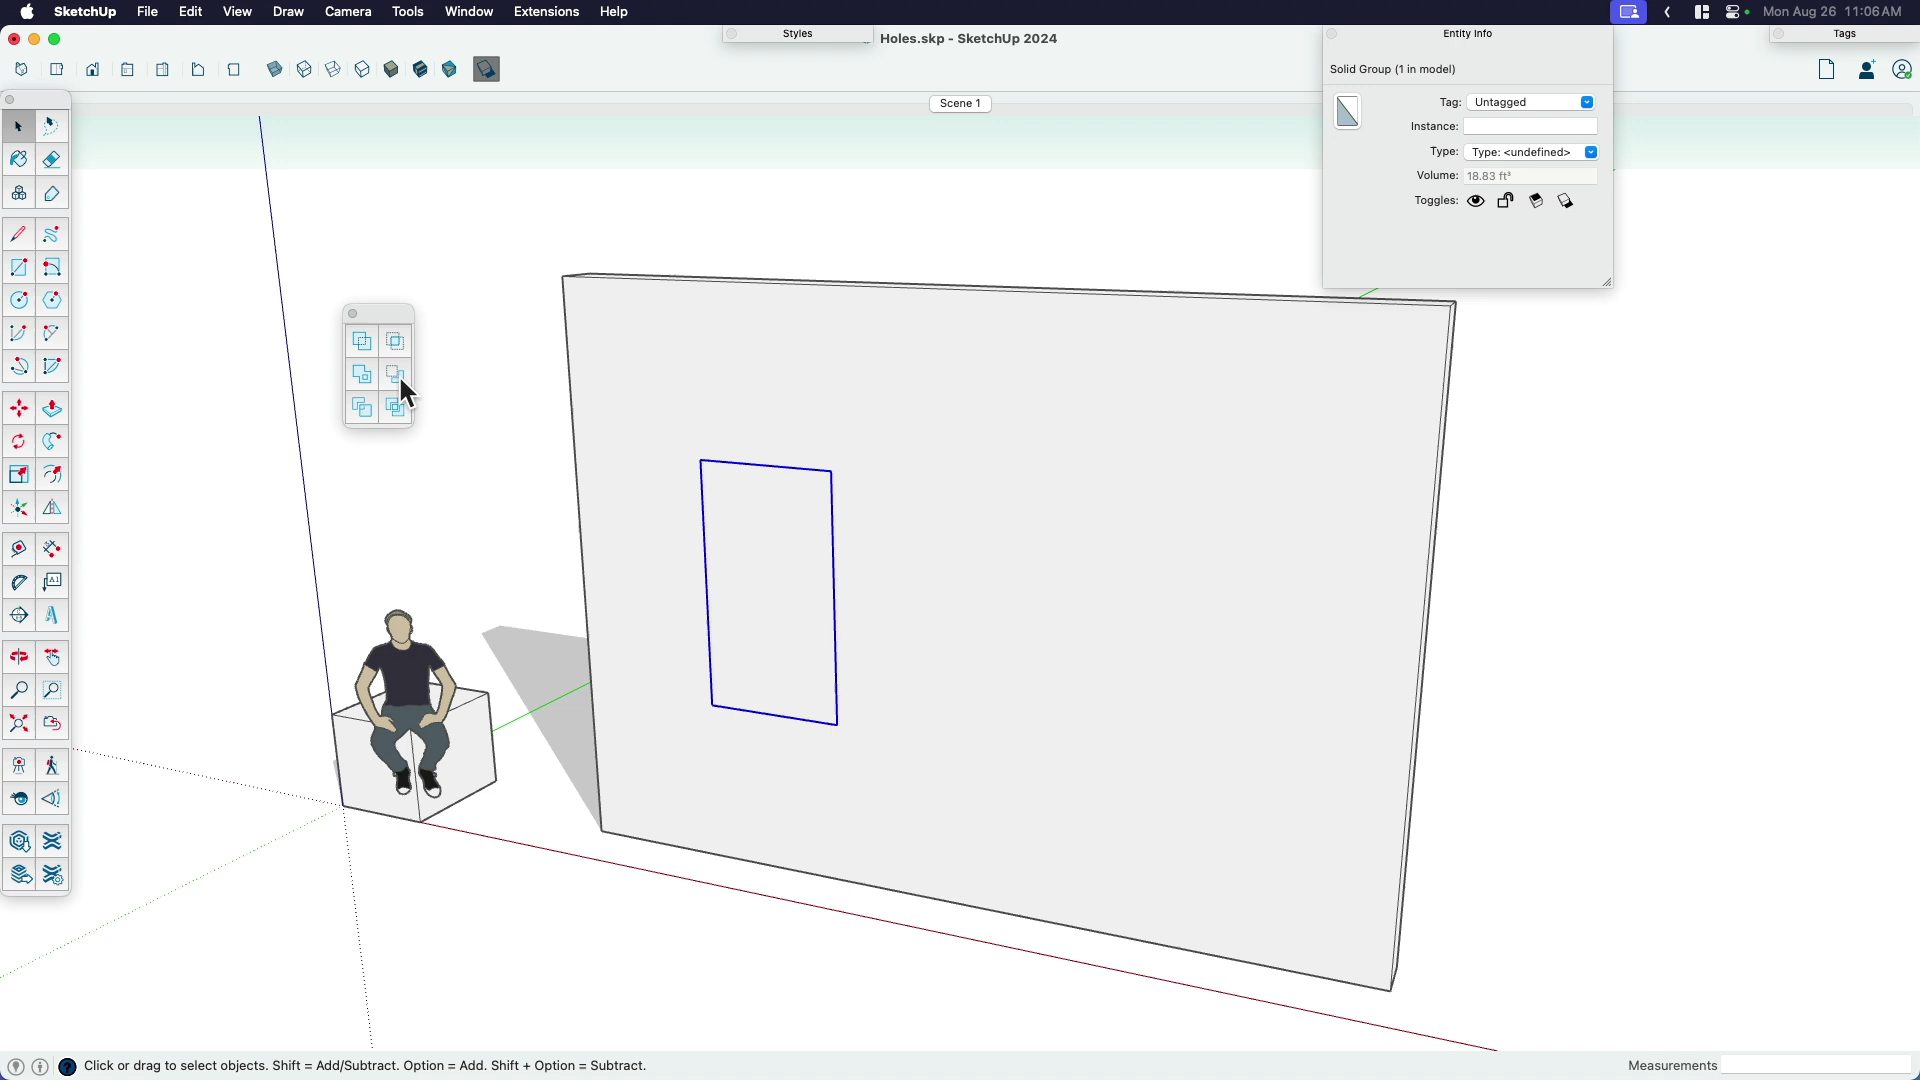 SketchUp File Edit View Draw Camera Tools Window Extensions Help Mon Aug 26 11:06AM
Styles
Holes.skp - SketchUp 2024
Entity Info
Tags
Solid Group (1 in model)
Scene 1
Tag: Untagged
Instance:
Type: Type: <undefined>
Volume: 18.83 ft³
Toggles:
A1
Click or drag to select objects. Shift = Add/Subtract. Option = Add. Shift + Option = Subtract.
Measurements